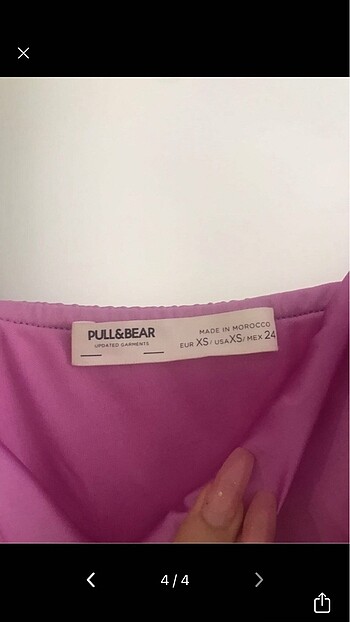 PULL&BEAR
UPDATED GARMENTS
MADE IN MOROCCO
EUR XS/ USA XS/ MEX 24
4/4